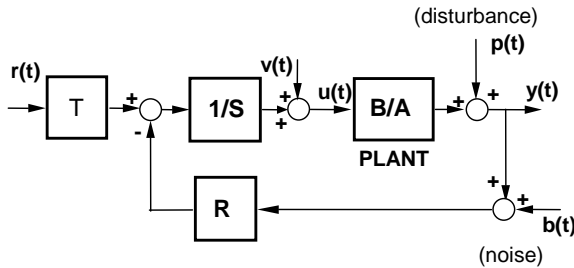 (disturbance)
p(t)
r(t)
v(t)
u(t)
y(t)
T
+
-
1/S
+
+
B/A
+
+
PLANT
R
+
+
b(t)
(noise)